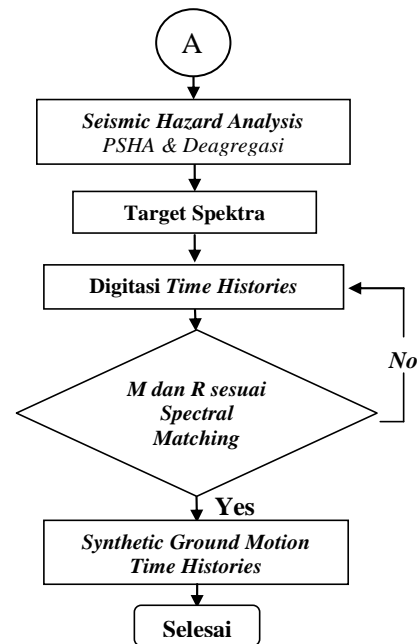 A
Seismic Hazard Analysis
PSHA & Deagregasi
Target Spektra
Digitasi Time Histories
No
M dan R sesuai
Spectral
Matching
Yes
Synthetic Ground Motion
Time Histories
Selesai